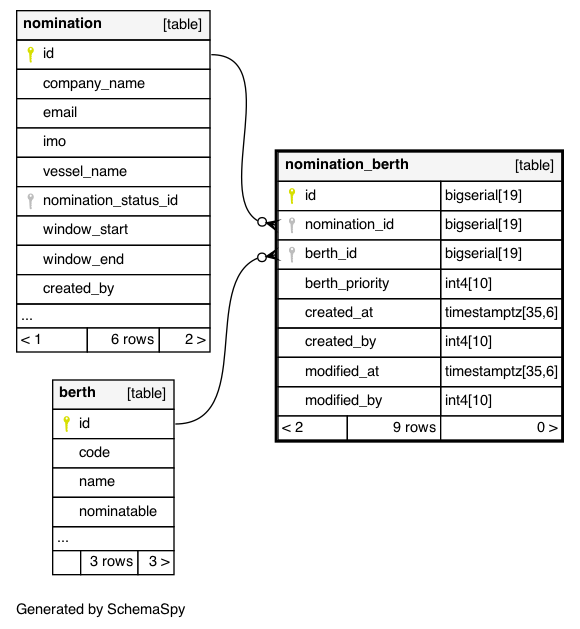 nomination [table]
id
company_name
email
imo
vessel_name
nomination_status_id
window_start
window_end
created_by
...
< 1 6 rows 2 >
nomination_berth [table]
id bigserial[19]
nomination_id bigserial[19]
berth_id bigserial[19]
berth_priority int4[10]
created_at timestamptz[35,6]
created_by int4[10]
modified_at timestamptz[35,6]
modified_by int4[10]
< 2 9 rows 0 >
berth [table]
id
code
name
nominatable
...
3 rows 3 >
Generated by SchemaSpy